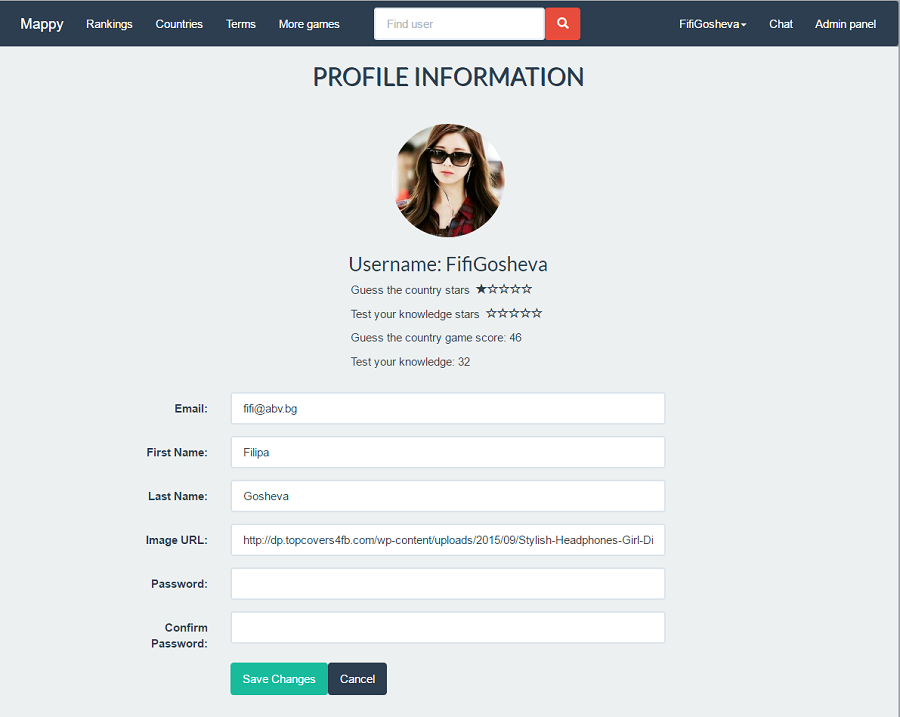 Mappy Rankings Countries Terms More games Find user FifiGosheva Chat Admin panel
PROFILE INFORMATION
Username: FifiGosheva
Guess the country stars ★☆☆☆☆
Test your knowledge stars ☆☆☆☆☆
Guess the country game score: 46
Test your knowledge: 32
Email: fifi@abv.bg
First Name: Filipa
Last Name: Gosheva
Image URL: http://dp.topcovers4fb.com/wp-content/uploads/2015/09/Stylish-Headphones-Girl-Di
Password:
Confirm
Password:
Save Changes Cancel